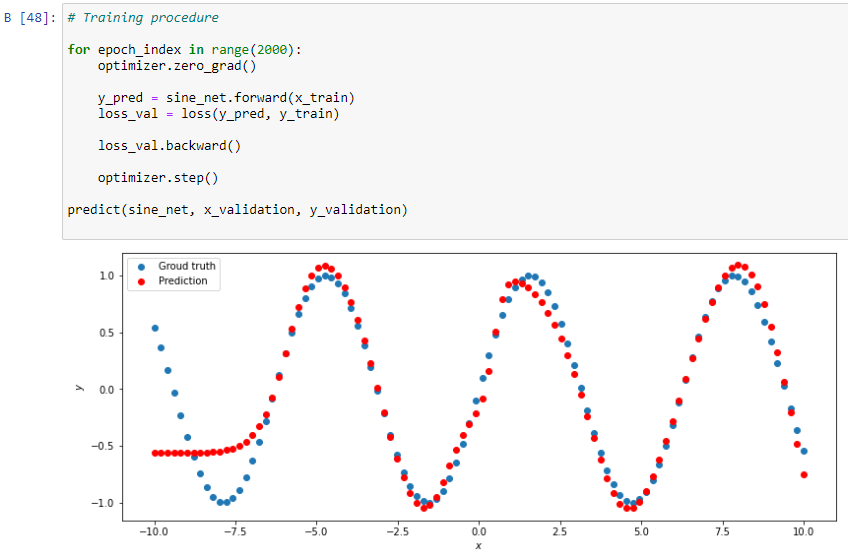 B [48]: # Training procedure
for epoch_index in range(2000):
optimizer.zero_grad()
y_pred = sine_net.forward(x_train)
loss_val = loss(y_pred, y_train)
loss_val.backward()
optimizer.step()
predict(sine_net, x_validation, y_validation)
Groud truth
Prediction
1.0
0.5
0.0
−0.5
−1.0
y
−10.0 −7.5 −5.0 −2.5 0.0 2.5 5.0 7.5 10.0
x